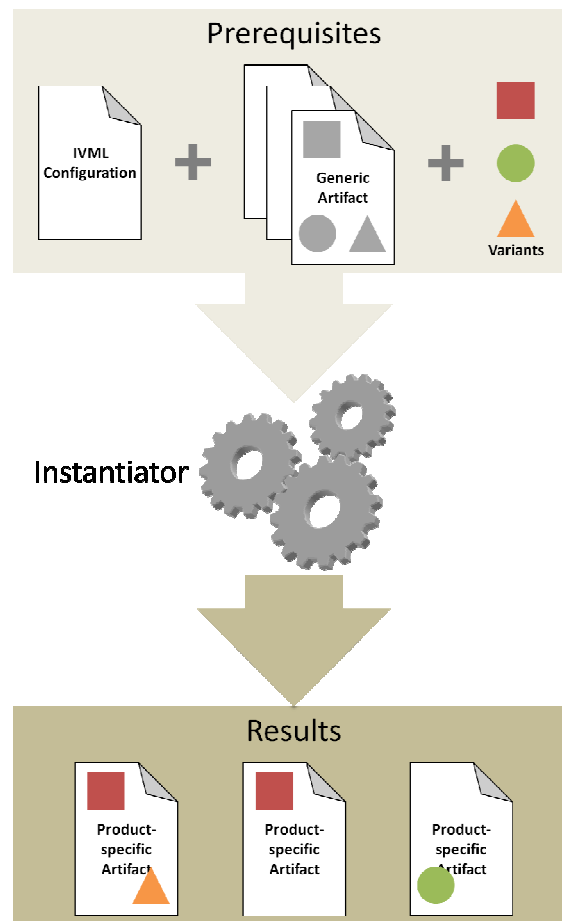 Prerequisites
IVML
Configuration
Generic
Artifact
Variants
Instantiator
Results
Product-
specific
Artifact
Product-
specific
Artifact
Product-
specific
Artifact